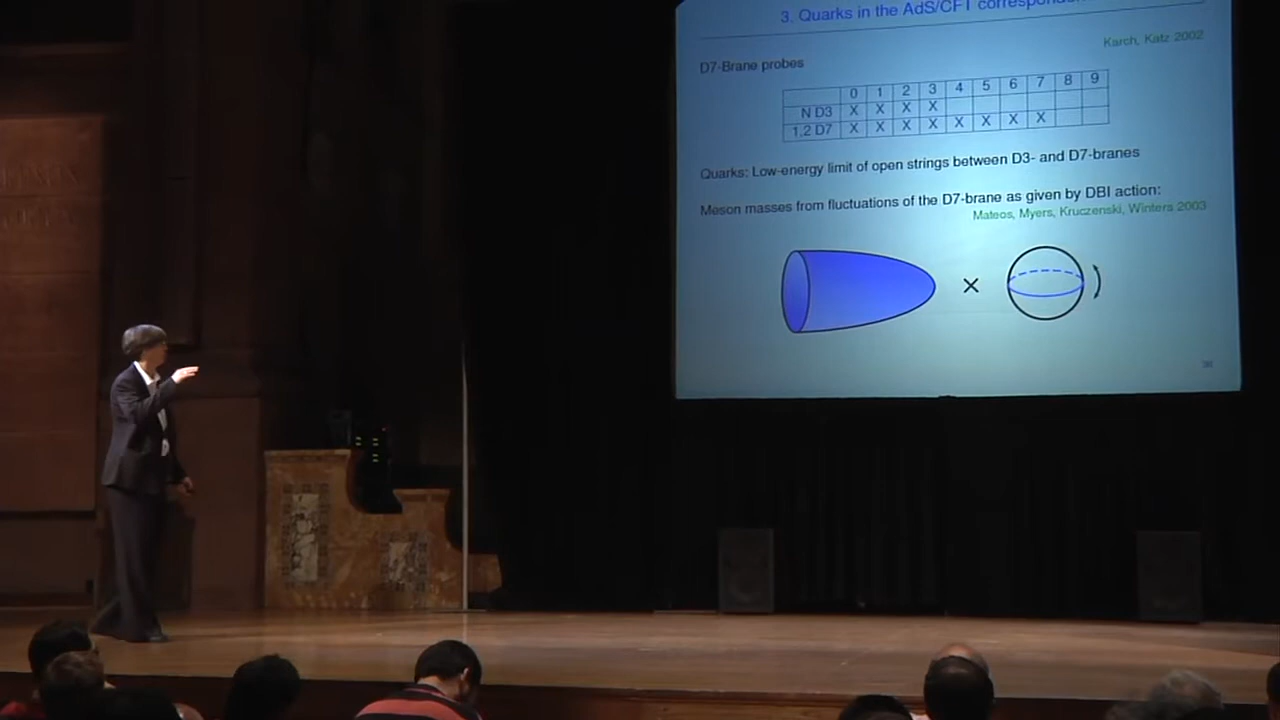 3. Quarks in the AdS/CFT
Karch, Katz 2002
D7-Brane probes
0 1 2 3 4 5 6 7 8 9
N D3 X X X X
1,2 D7 X X X X X X X X
Quarks: Low-energy limit of open strings between D3- and D7-branes
Meson masses from fluctuations of the D7-brane as given by DBI action:
Mateos, Myers, Kruczenski, Winters 2003
×